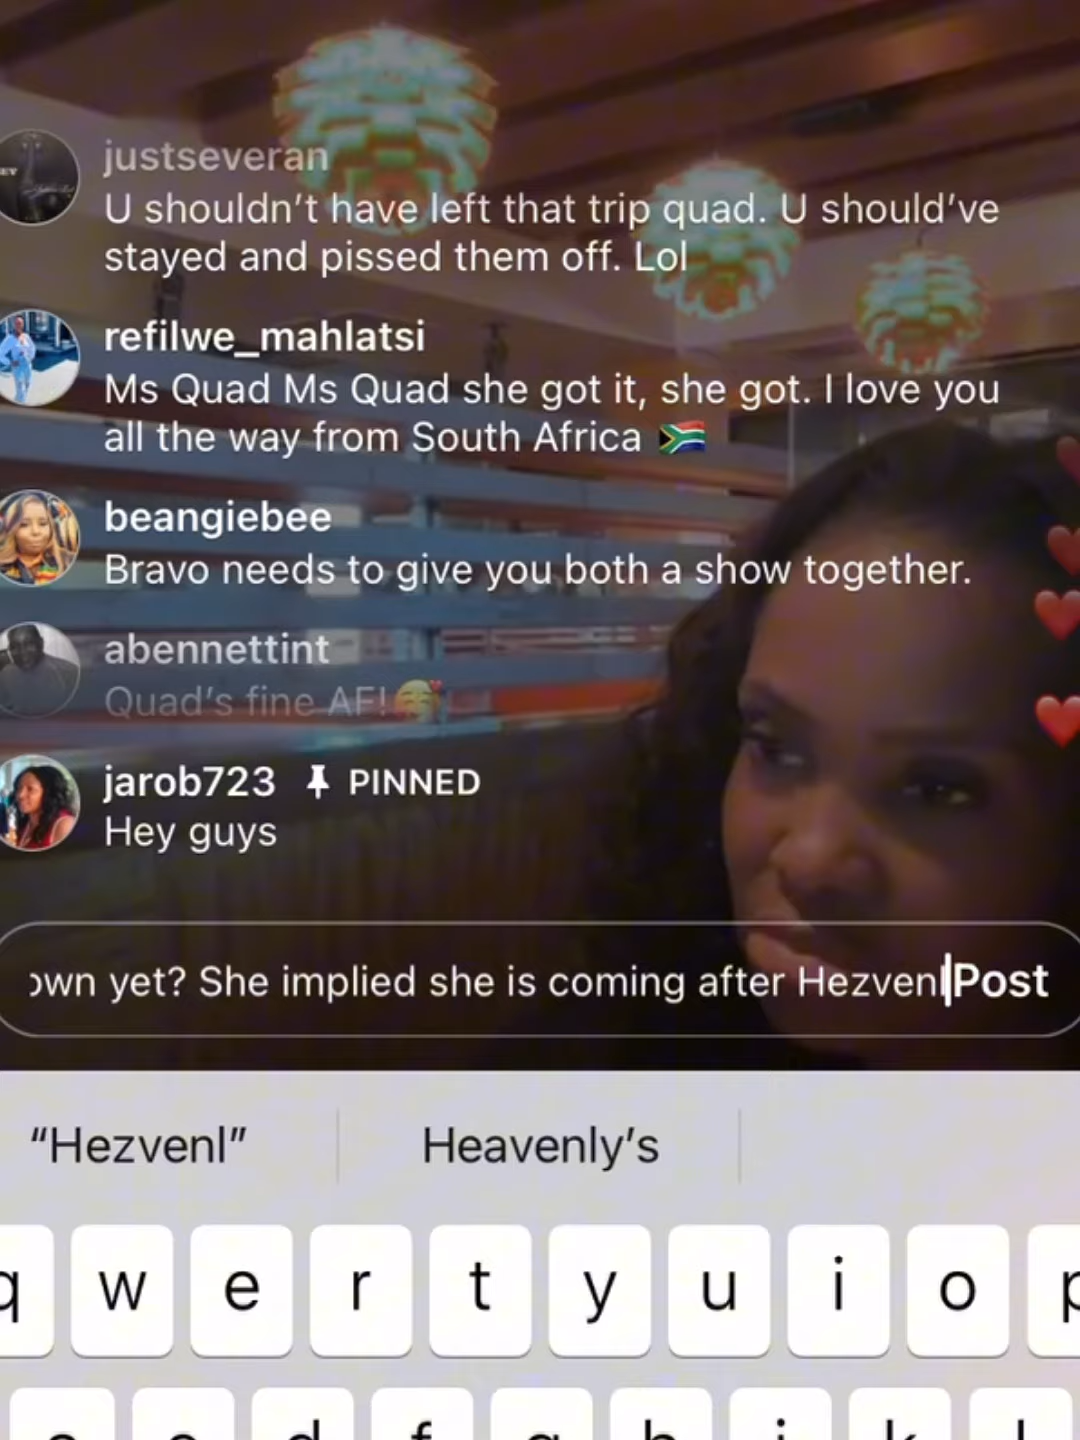 justseveran
U shouldn't have left that trip quad. U should've
stayed and pissed them off. Lol
refilwe_mahlatsi
Ms Quad Ms Quad she got it, she got. I love you
all the way from South Africa 🇿🇦
beangiebee
Bravo needs to give you both a show together.
abennettint
Quad's fine AF!🥰
jarob723 📌 PINNED
Hey guys
own yet? She implied she is coming after Hezvenl Post
“Hezvenl” Heavenly's
q w e r t y u i o p
a s d f g h j k l